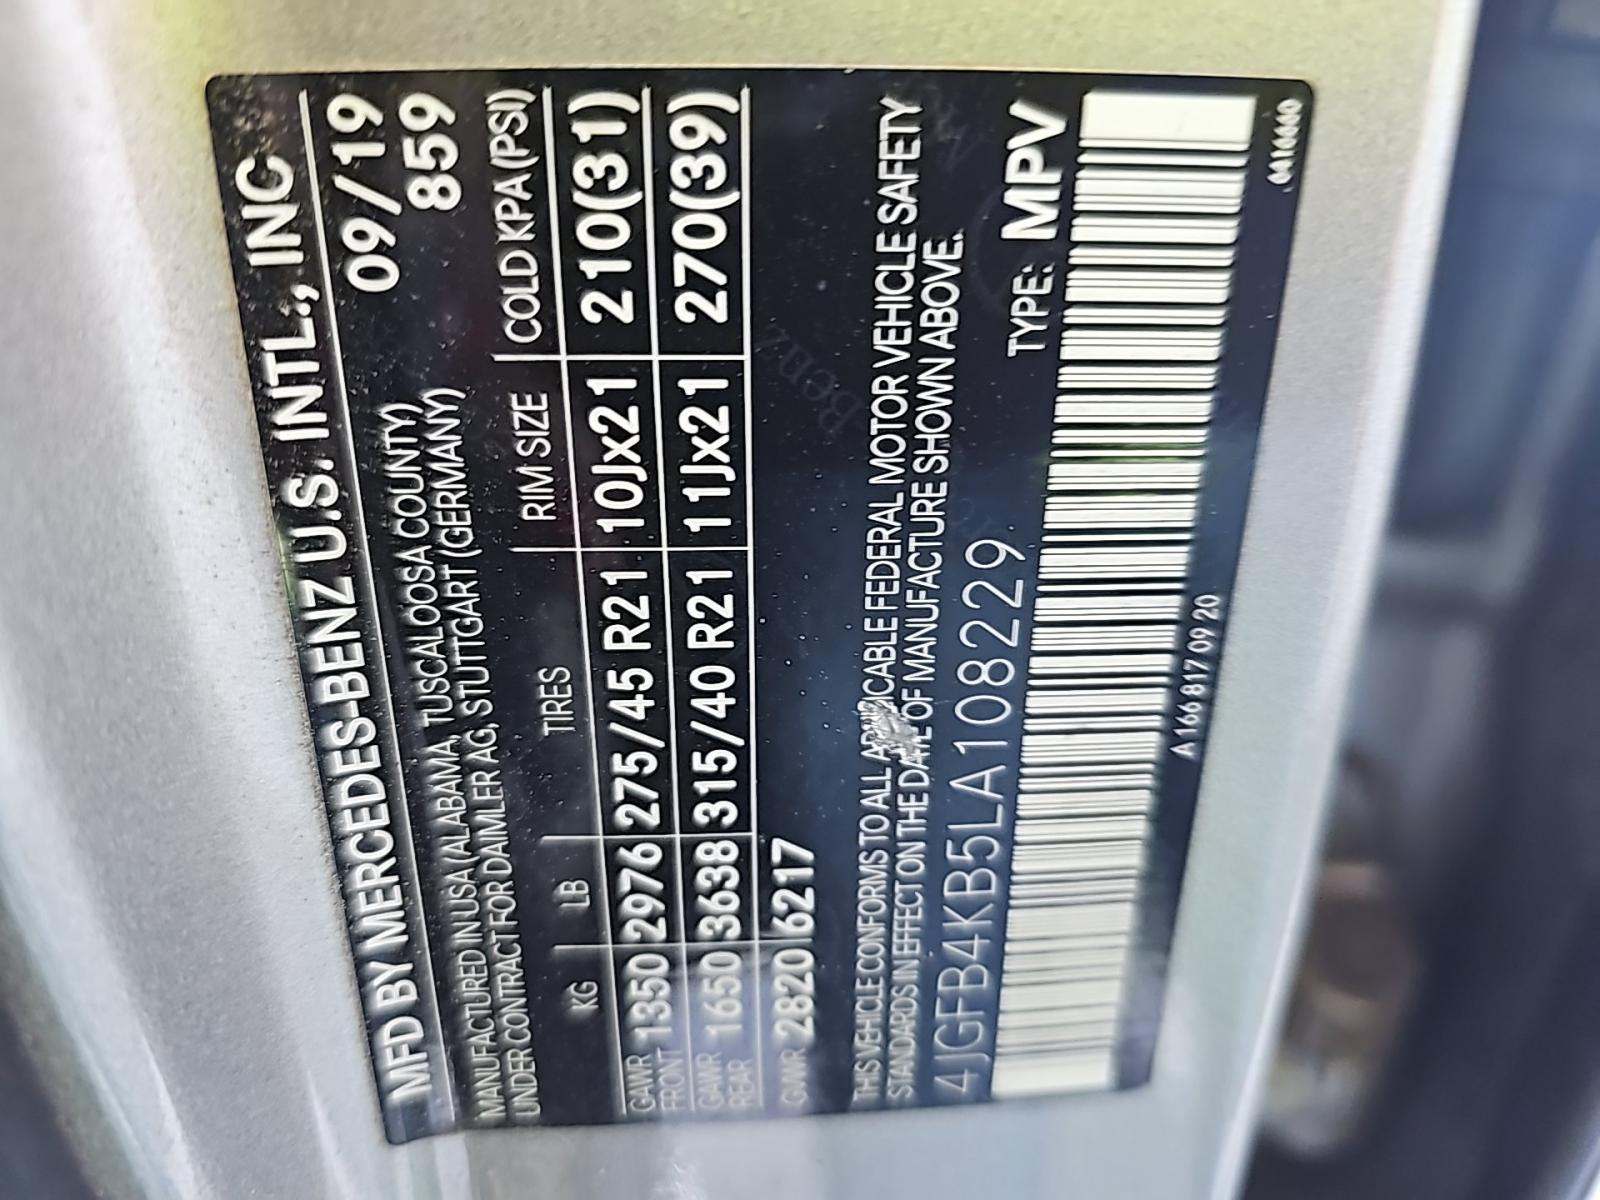 MFD BY MERCEDES-BENZ U.S. INTL., INC
MANUFACTURED IN USA (ALABAMA, TUSCALOOSA COUNTY) 09/19
UNDER CONTRACT FOR DAIMLER AG, STUTTGART (GERMANY) 859
KG LB TIRES RIM SIZE COLD KPA(PSI)
GAWR FRONT 1350 2976 275/45 R21 10Jx21 210(31)
GAWR REAR 1650 3638 315/40 R21 11Jx21 270(39)
GVWR 2820 6217
THIS VEHICLE CONFORMS TO ALL APPLICABLE FEDERAL MOTOR VEHICLE SAFETY
STANDARDS IN EFFECT ON THE DATE OF MANUFACTURE SHOWN ABOVE.
4JGFB4KB5LA108229 TYPE: MPV
A 166 817 09 20